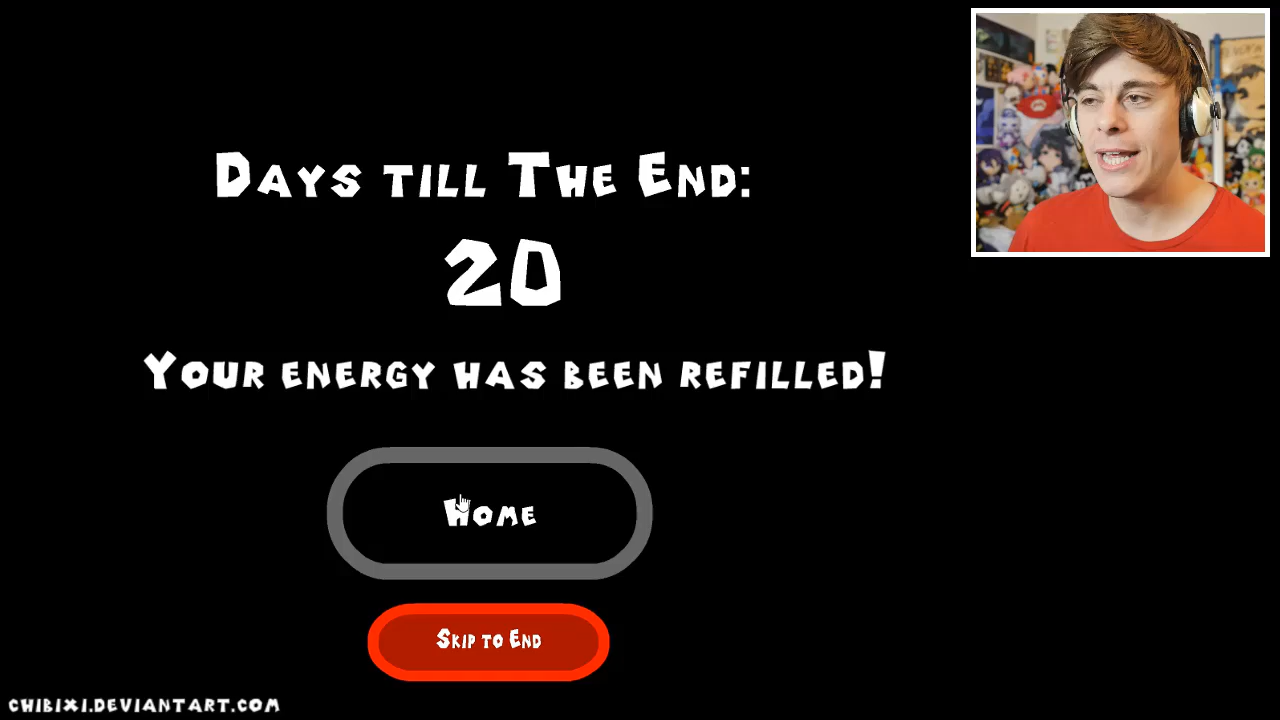 Days till The End:
20
Your energy has been refilled!
Home
Skip to End
chibixi.deviantart.com